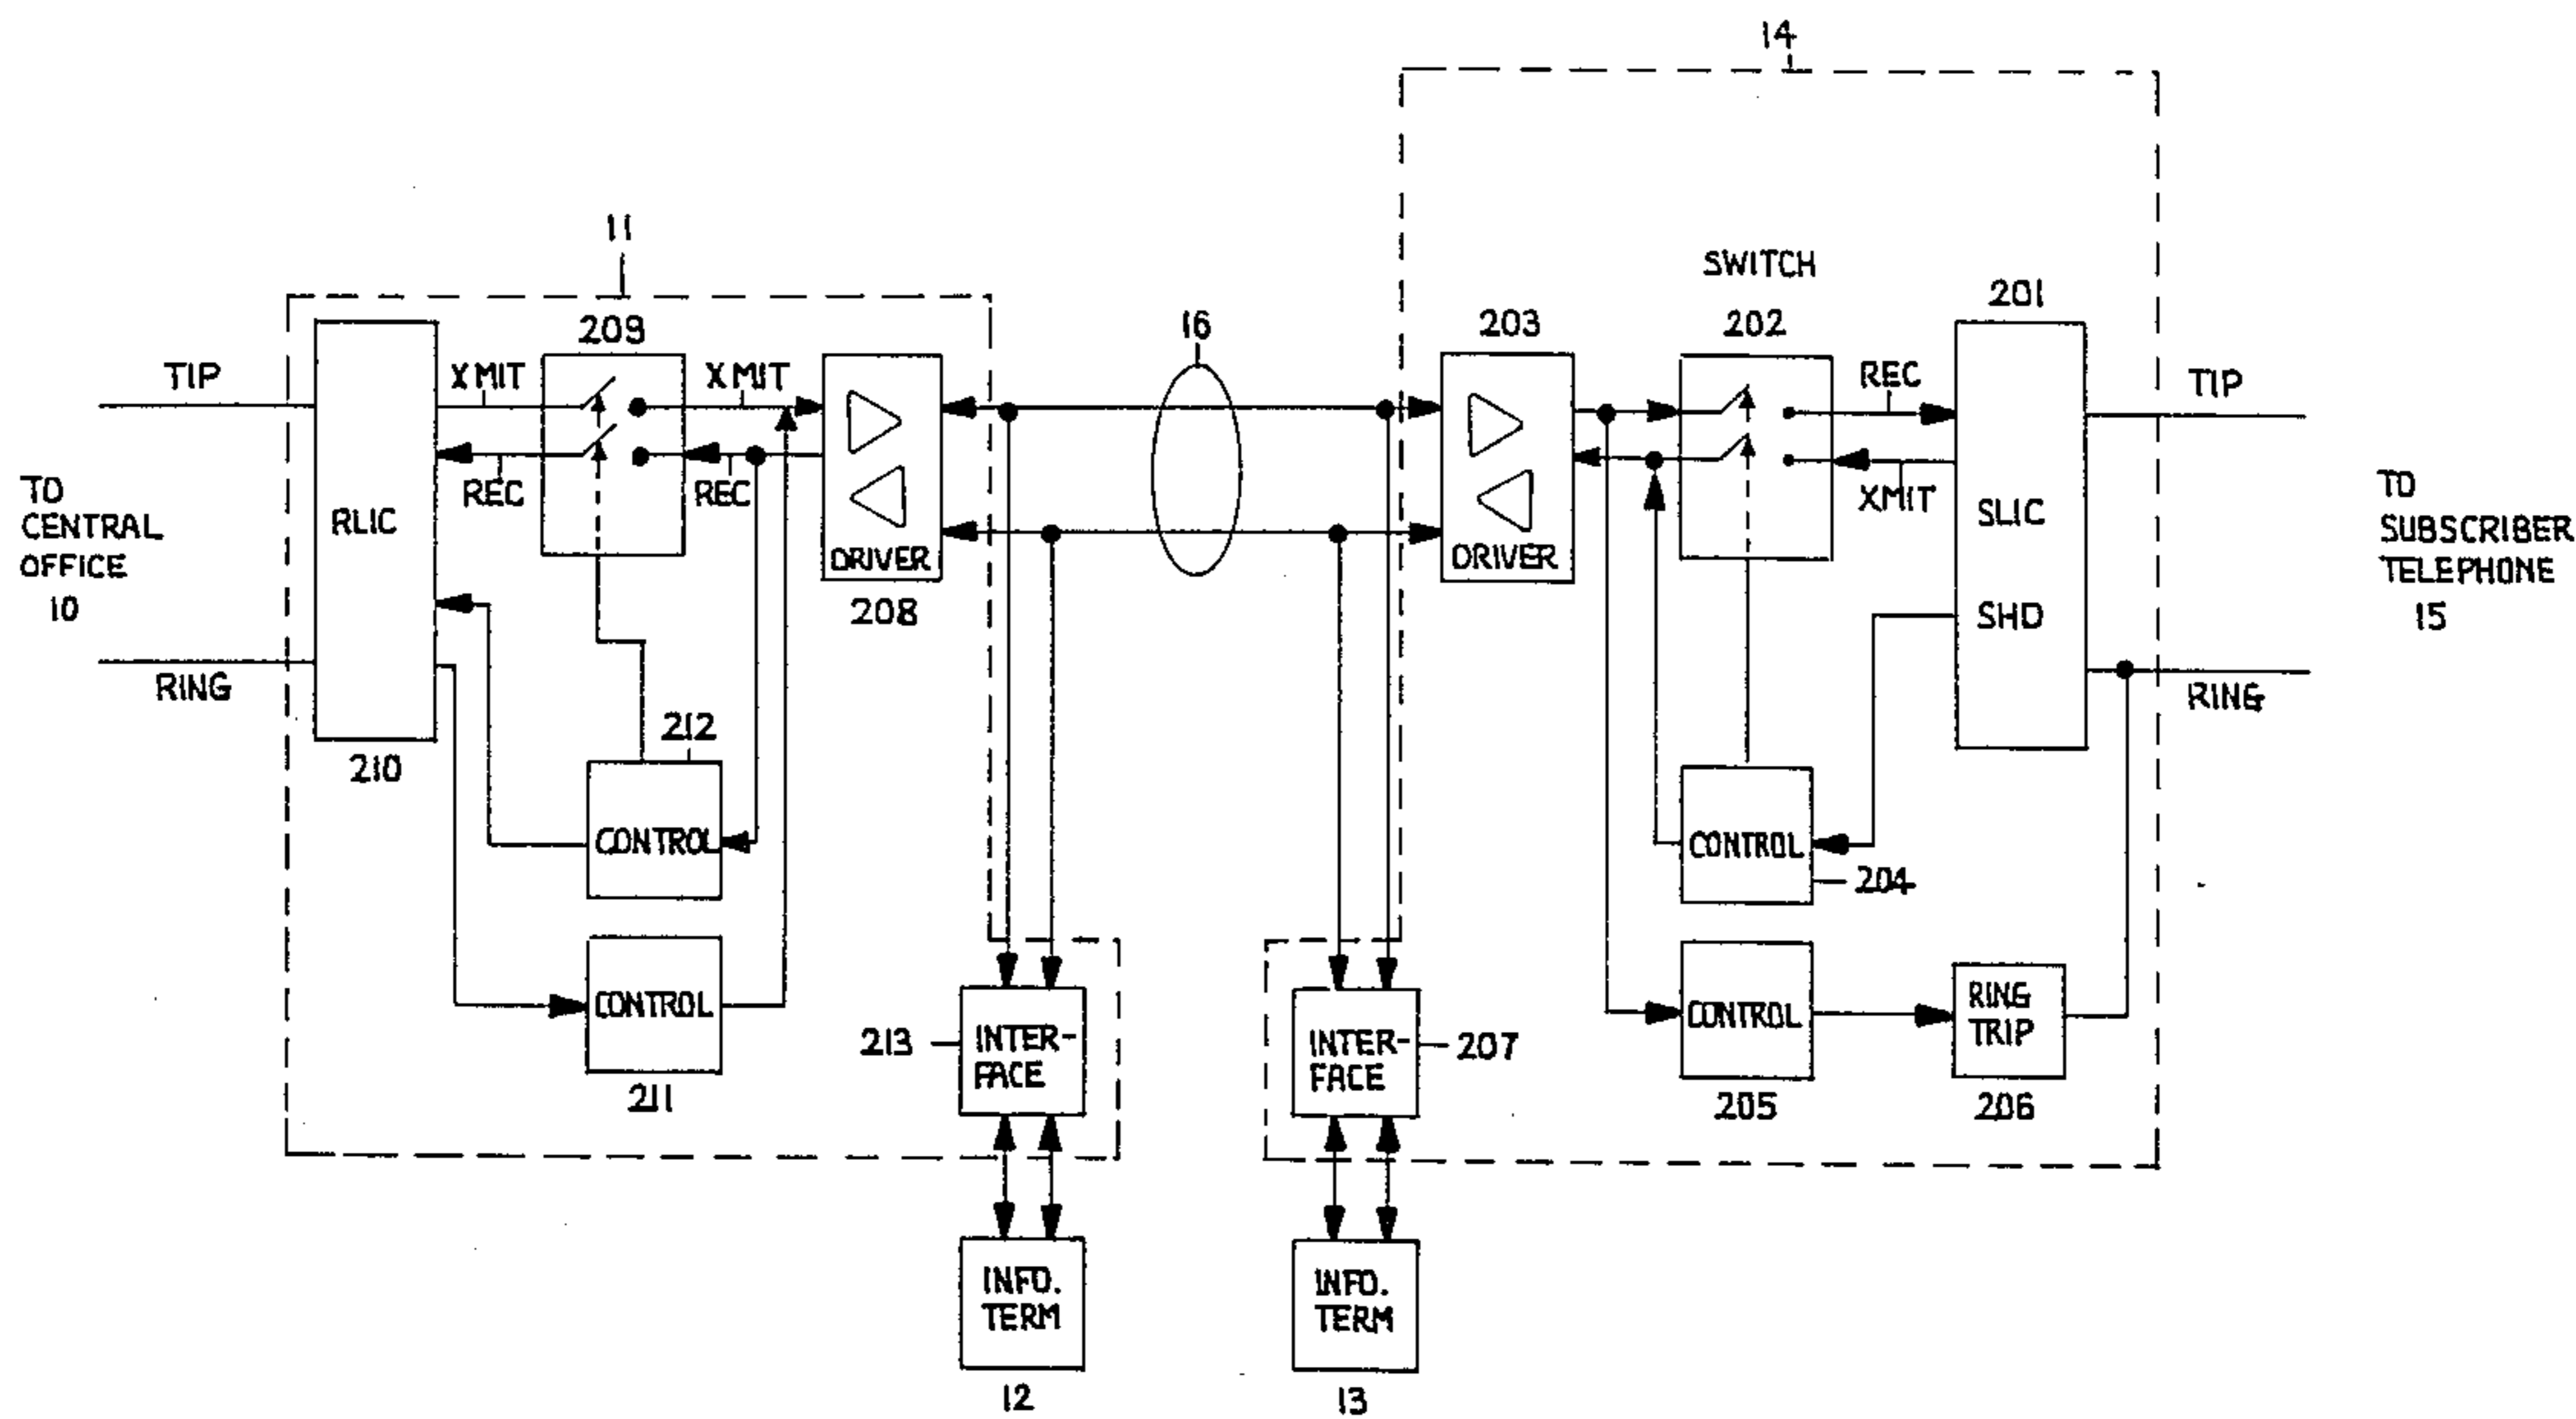 14
11
SWITCH
209
16
203
202
201
TIP
XMIT
XMIT
REC
TIP
REC
REC
XMIT
TO
CENTRAL
OFFICE
10
RLIC
DRIVER
208
DRIVER
SLIC
SHD
TO
SUBSCRIBER
TELEPHONE
15
RING
RING
210
212
CONTROL
CONTROL
204
CONTROL
211
213
INTER-
FACE
INTER-
FACE
207
CONTROL
205
RING
TRIP
206
INFO.
TERM
12
INFO.
TERM
13